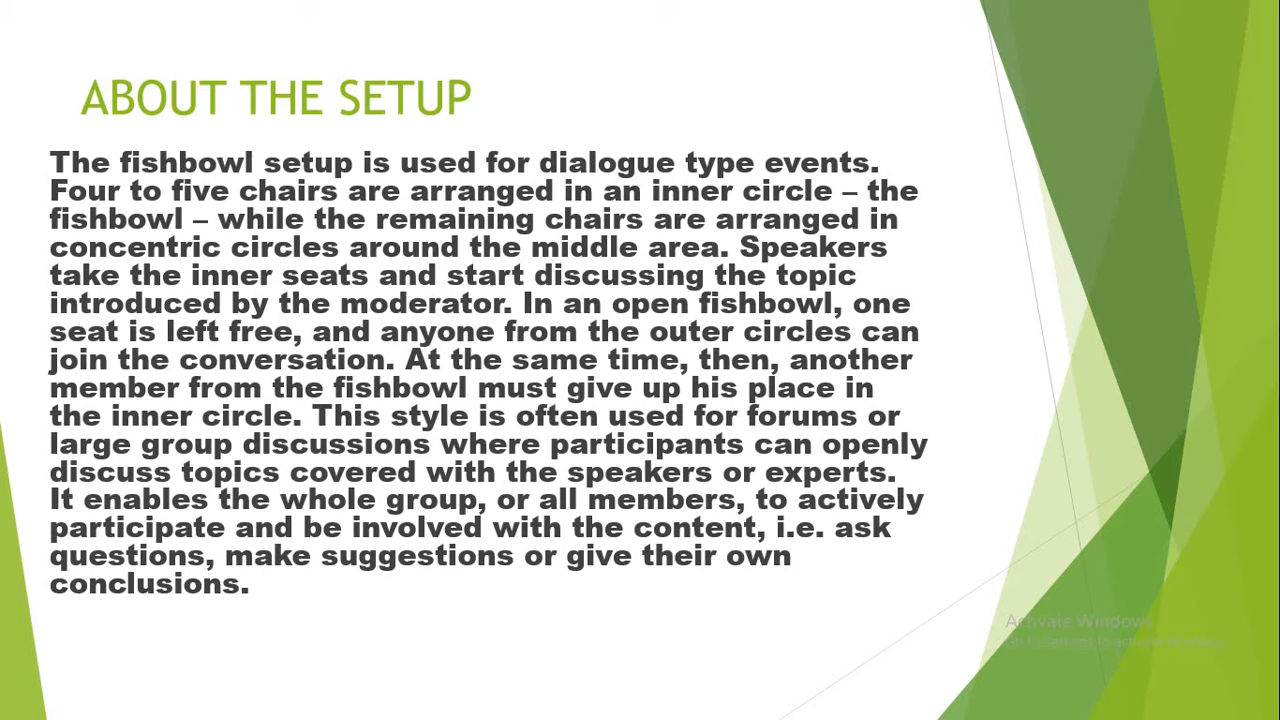 ABOUT THE SETUP
The fishbowl setup is used for dialogue type events.
Four to five chairs are arranged in an inner circle – the
fishbowl – while the remaining chairs are arranged in
concentric circles around the middle area. Speakers
take the inner seats and start discussing the topic
introduced by the moderator. In an open fishbowl, one
seat is left free, and anyone from the outer circles can
join the conversation. At the same time, then, another
member from the fishbowl must give up his place in
the inner circle. This style is often used for forums or
large group discussions where participants can openly
discuss topics covered with the speakers or experts.
It enables the whole group, or all members, to actively
participate and be involved with the content, i.e. ask
questions, make suggestions or give their own
conclusions.
Activate Windows
to activate Windows.